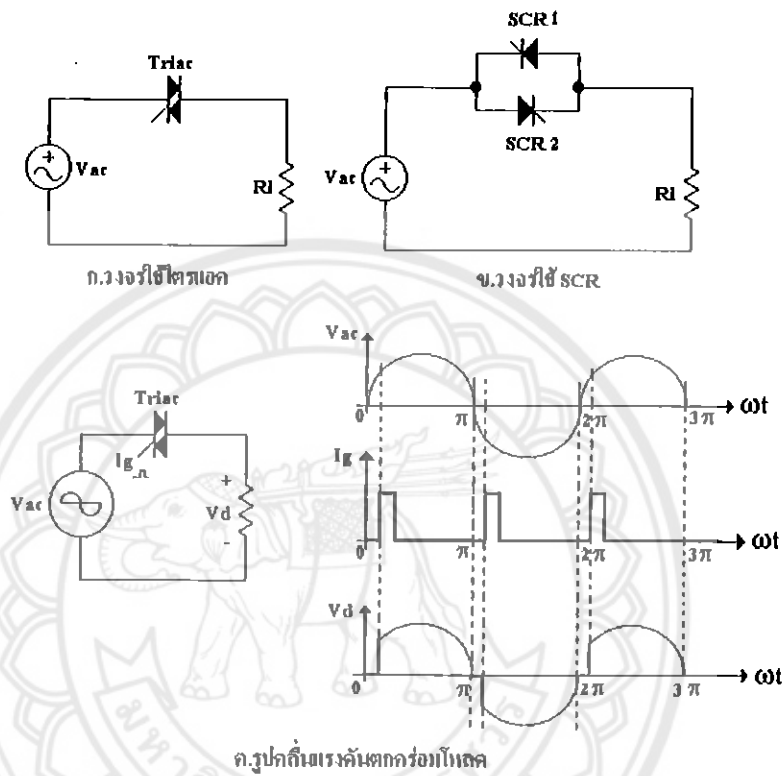 Triac
Vac
Rl
ก.วงจรใช้ไตรแอค
SCR 1
SCR 2
Vac
Rl
ข.วงจรใช้ SCR
Triac
Ig
Vac
Vd
Vac
0 π 2π 3π ωt
Ig
0 π 2π 3π ωt
Vd
0 π 2π 3π ωt
ค.รูปคลื่นแรงดันตกคร่อมโหลด